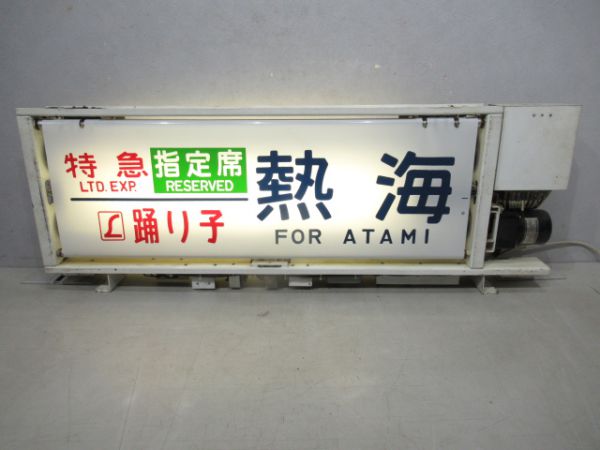 特急 指定席
LTD. EXP. RESERVED
L 踊り子
熱海
FOR ATAMI